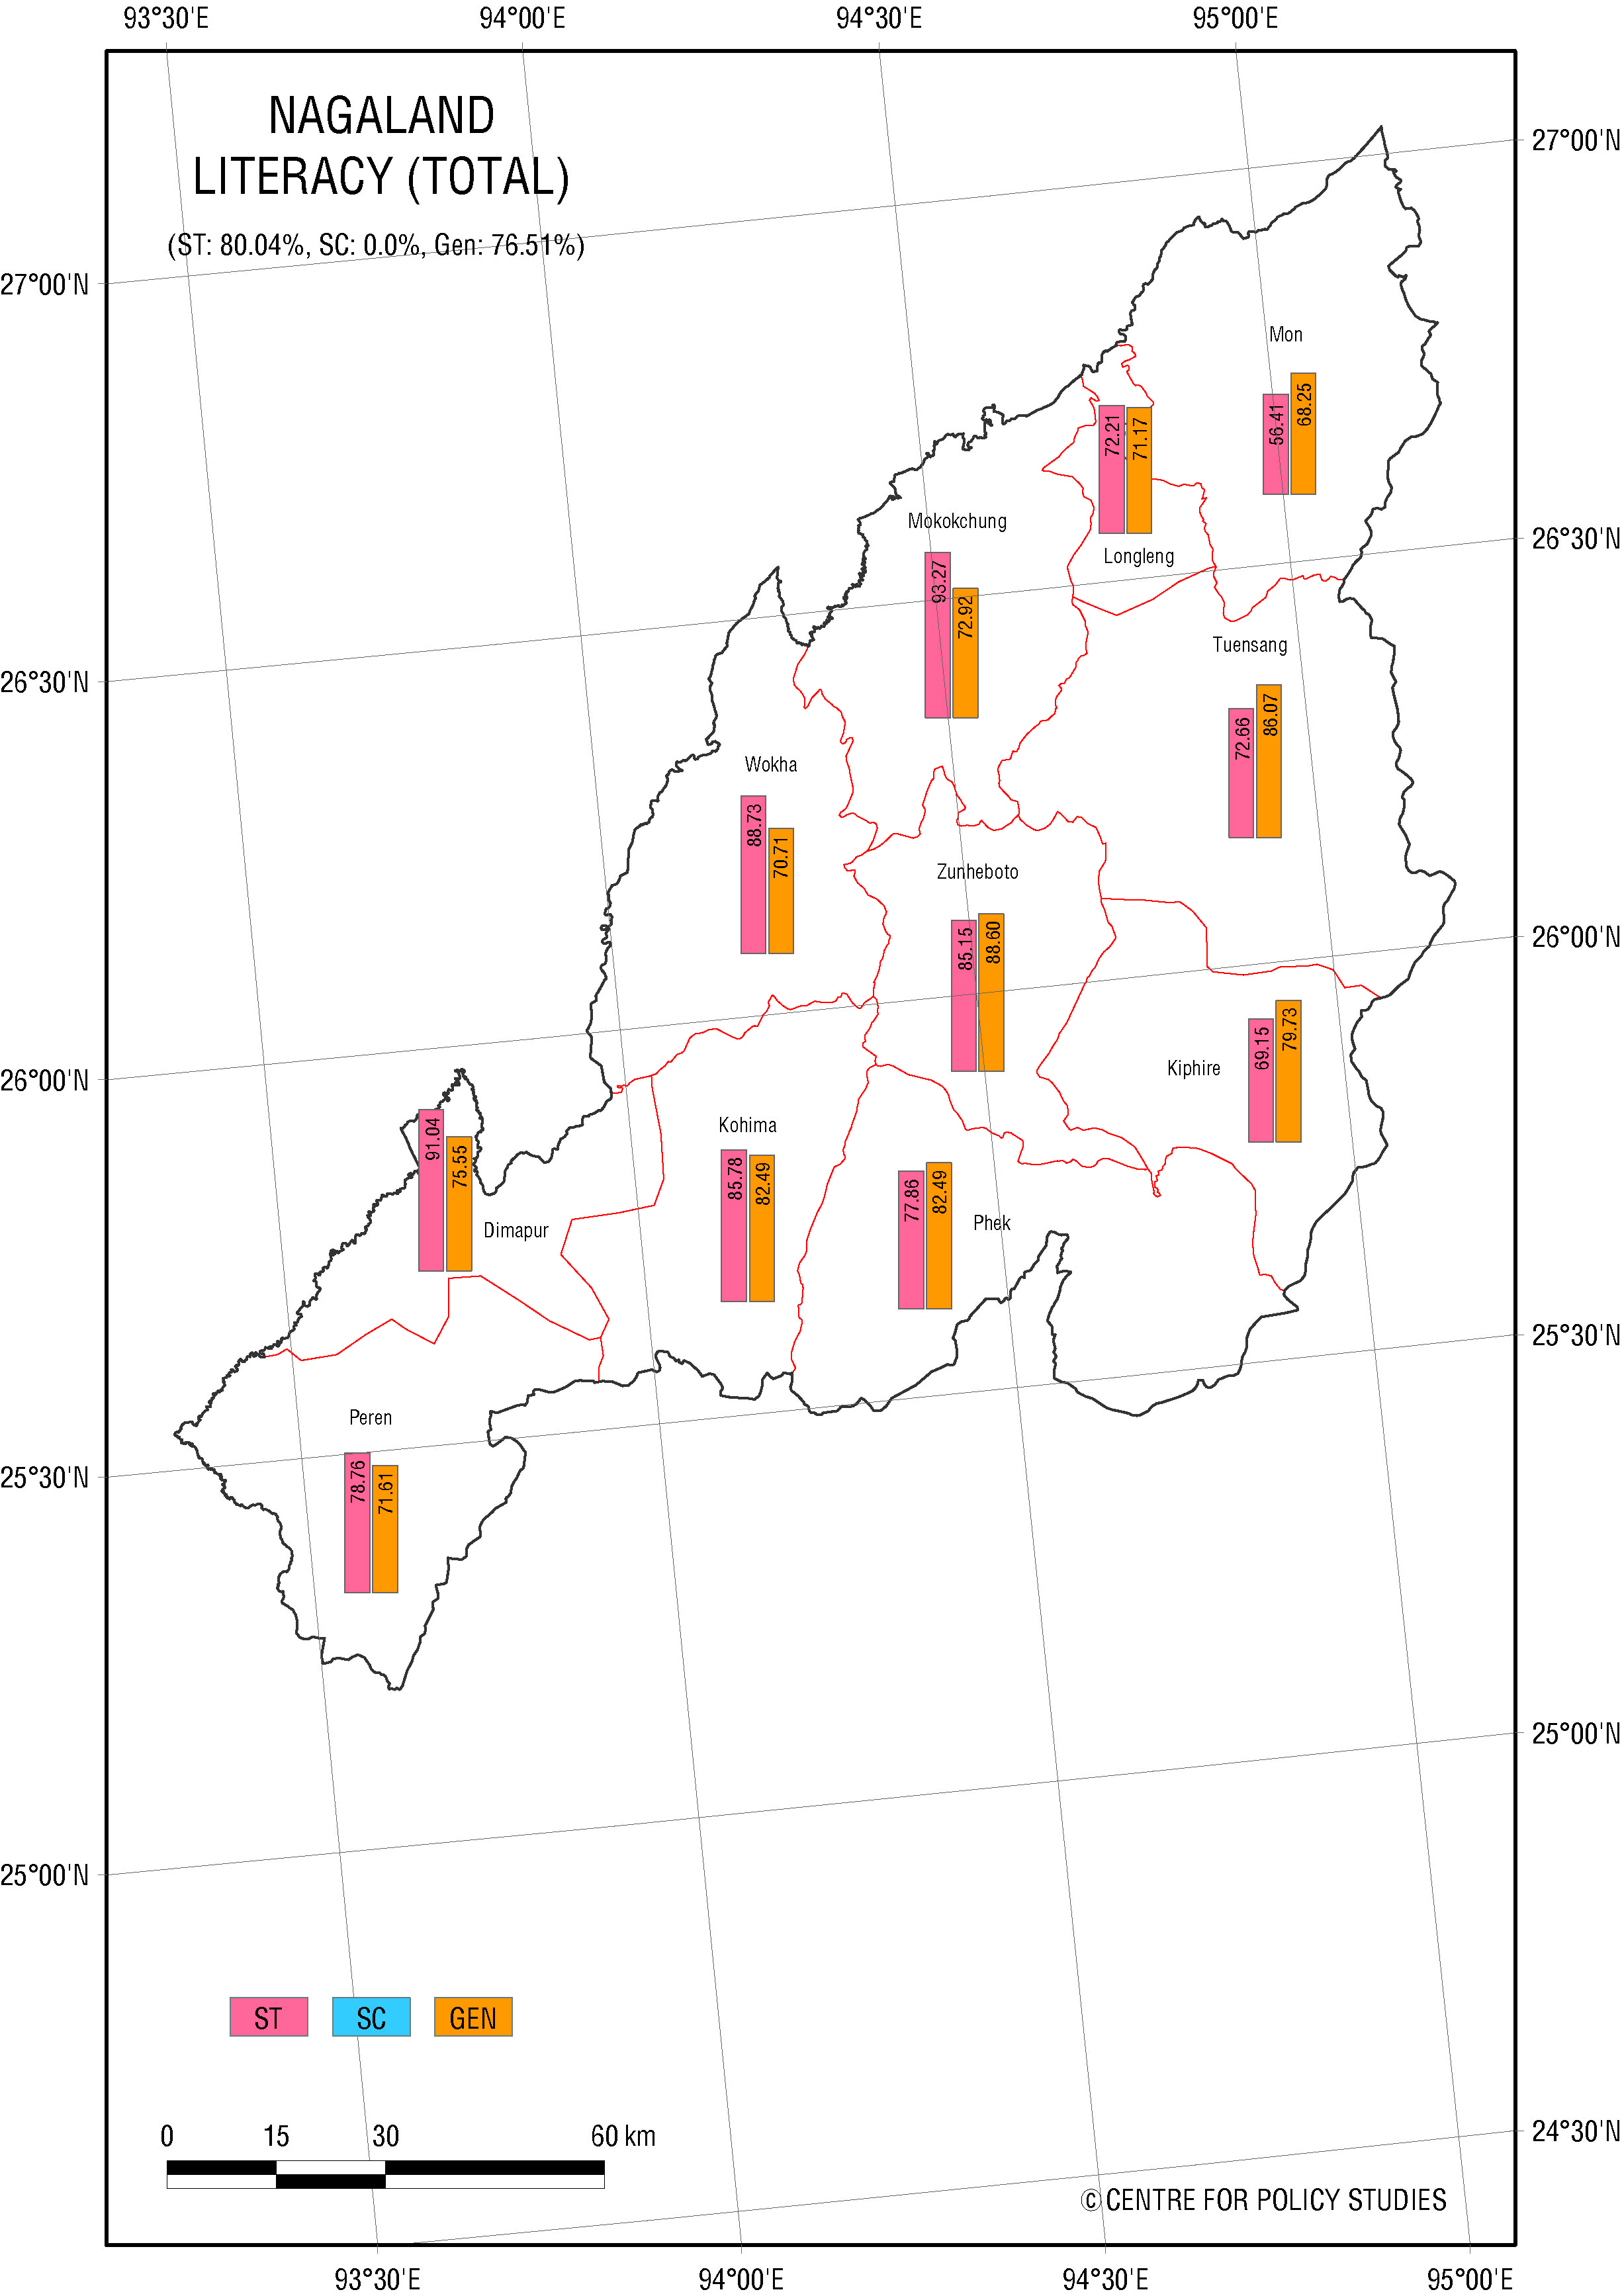 93°30'E 94°00'E 94°30'E 95°00'E
NAGALAND
LITERACY (TOTAL)
(ST: 80.04%, SC: 0.0%, Gen: 76.51%)
27°00'N
27°00'N
Mon
56.41 68.25
72.21 71.17
Longleng
Mokokchung
93.27 72.92
26°30'N
26°30'N
Tuensang
72.66 86.07
Wokha
88.73 70.71
Zunheboto
85.15 88.60
26°00'N
26°00'N
Kiphire
69.15 79.73
Kohima
85.78 82.49
91.04 75.55
Dimapur
77.86 82.49
Phek
25°30'N
25°30'N
Peren
78.76 71.61
25°00'N
25°00'N
ST SC GEN
0 15 30 60 km
24°30'N
© CENTRE FOR POLICY STUDIES
93°30'E 94°00'E 94°30'E 95°00'E